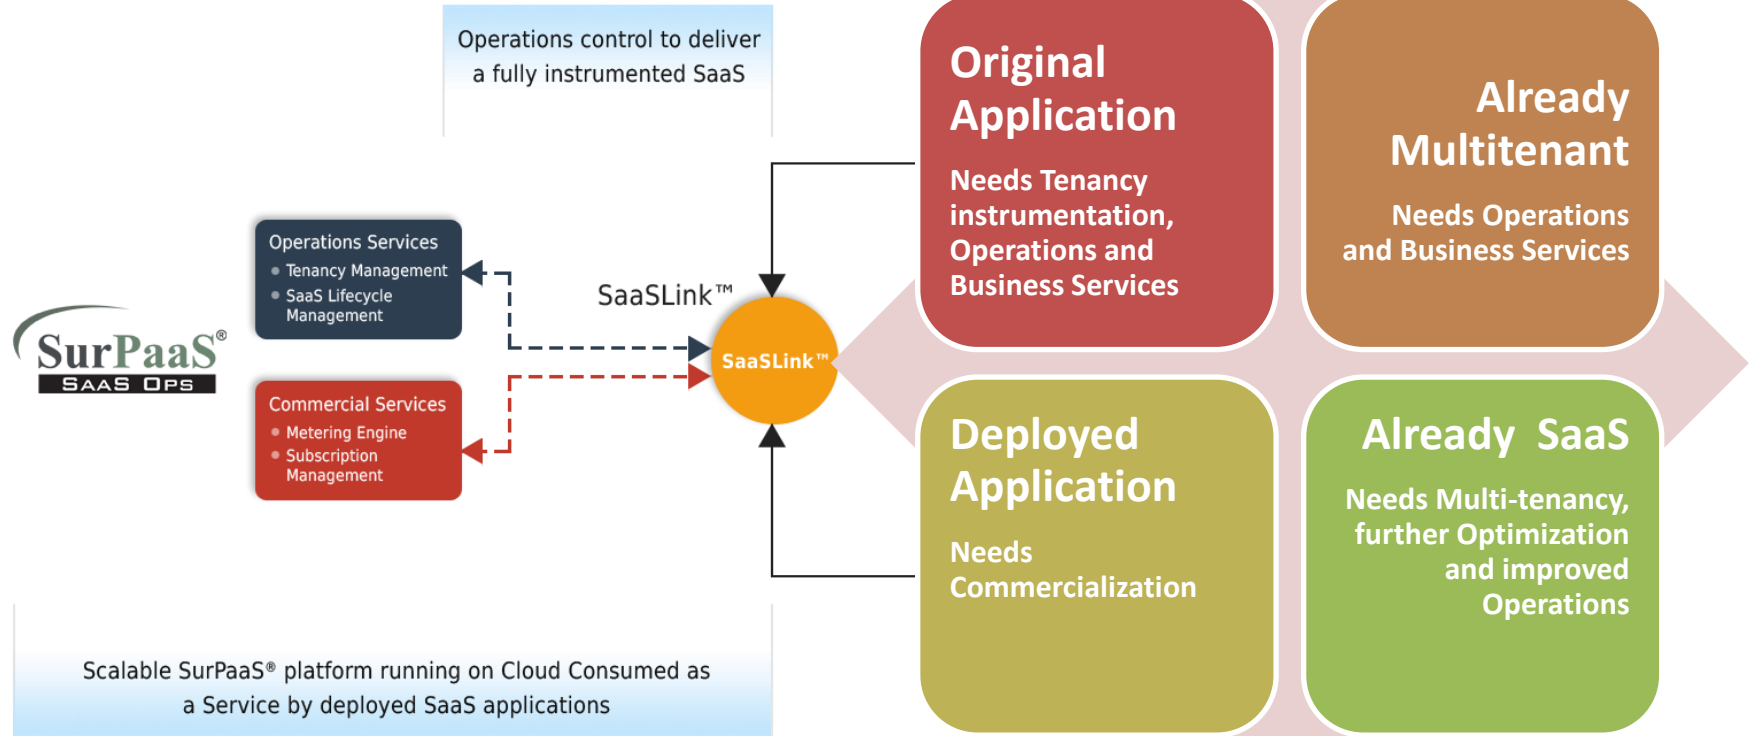 Operations control to deliver
a fully instrumented SaaS
SurPaaS®
SAAS OPS
Operations Services
Tenancy Management
SaaS Lifecycle
Management
Commercial Services
Metering Engine
Subscription
Management
SaaSLink™
SaaSLink™
Scalable SurPaaS® platform running on Cloud Consumed as
a Service by deployed SaaS applications
Original
Application
Needs Tenancy
instrumentation,
Operations and
Business Services
Already
Multitenant
Needs Operations
and Business Services
Deployed
Application
Needs
Commercialization
Already  SaaS
Needs Multi-tenancy,
further Optimization
and improved
Operations